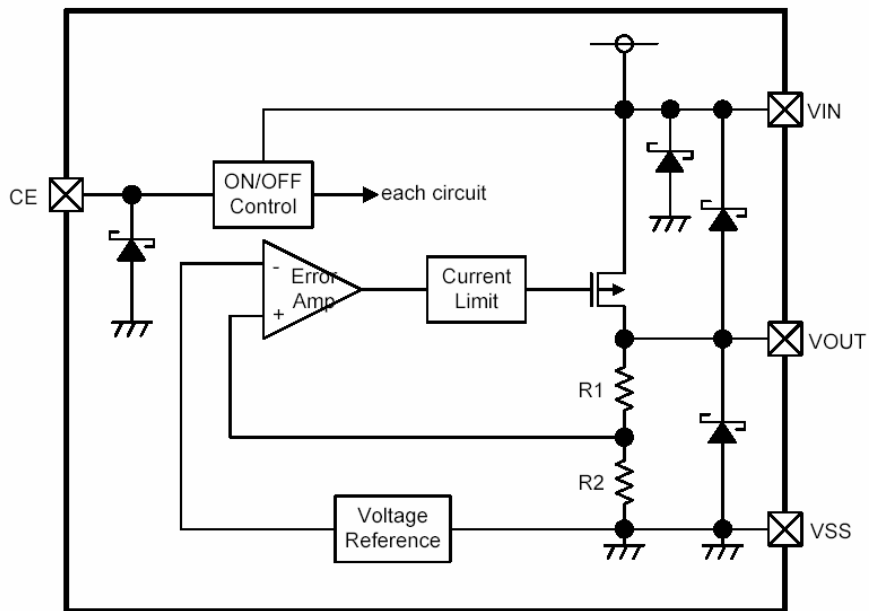 VIN
CE
ON/OFF
Control
each circuit
-
Error
Amp
+
Current
Limit
VOUT
R1
R2
Voltage
Reference
VSS